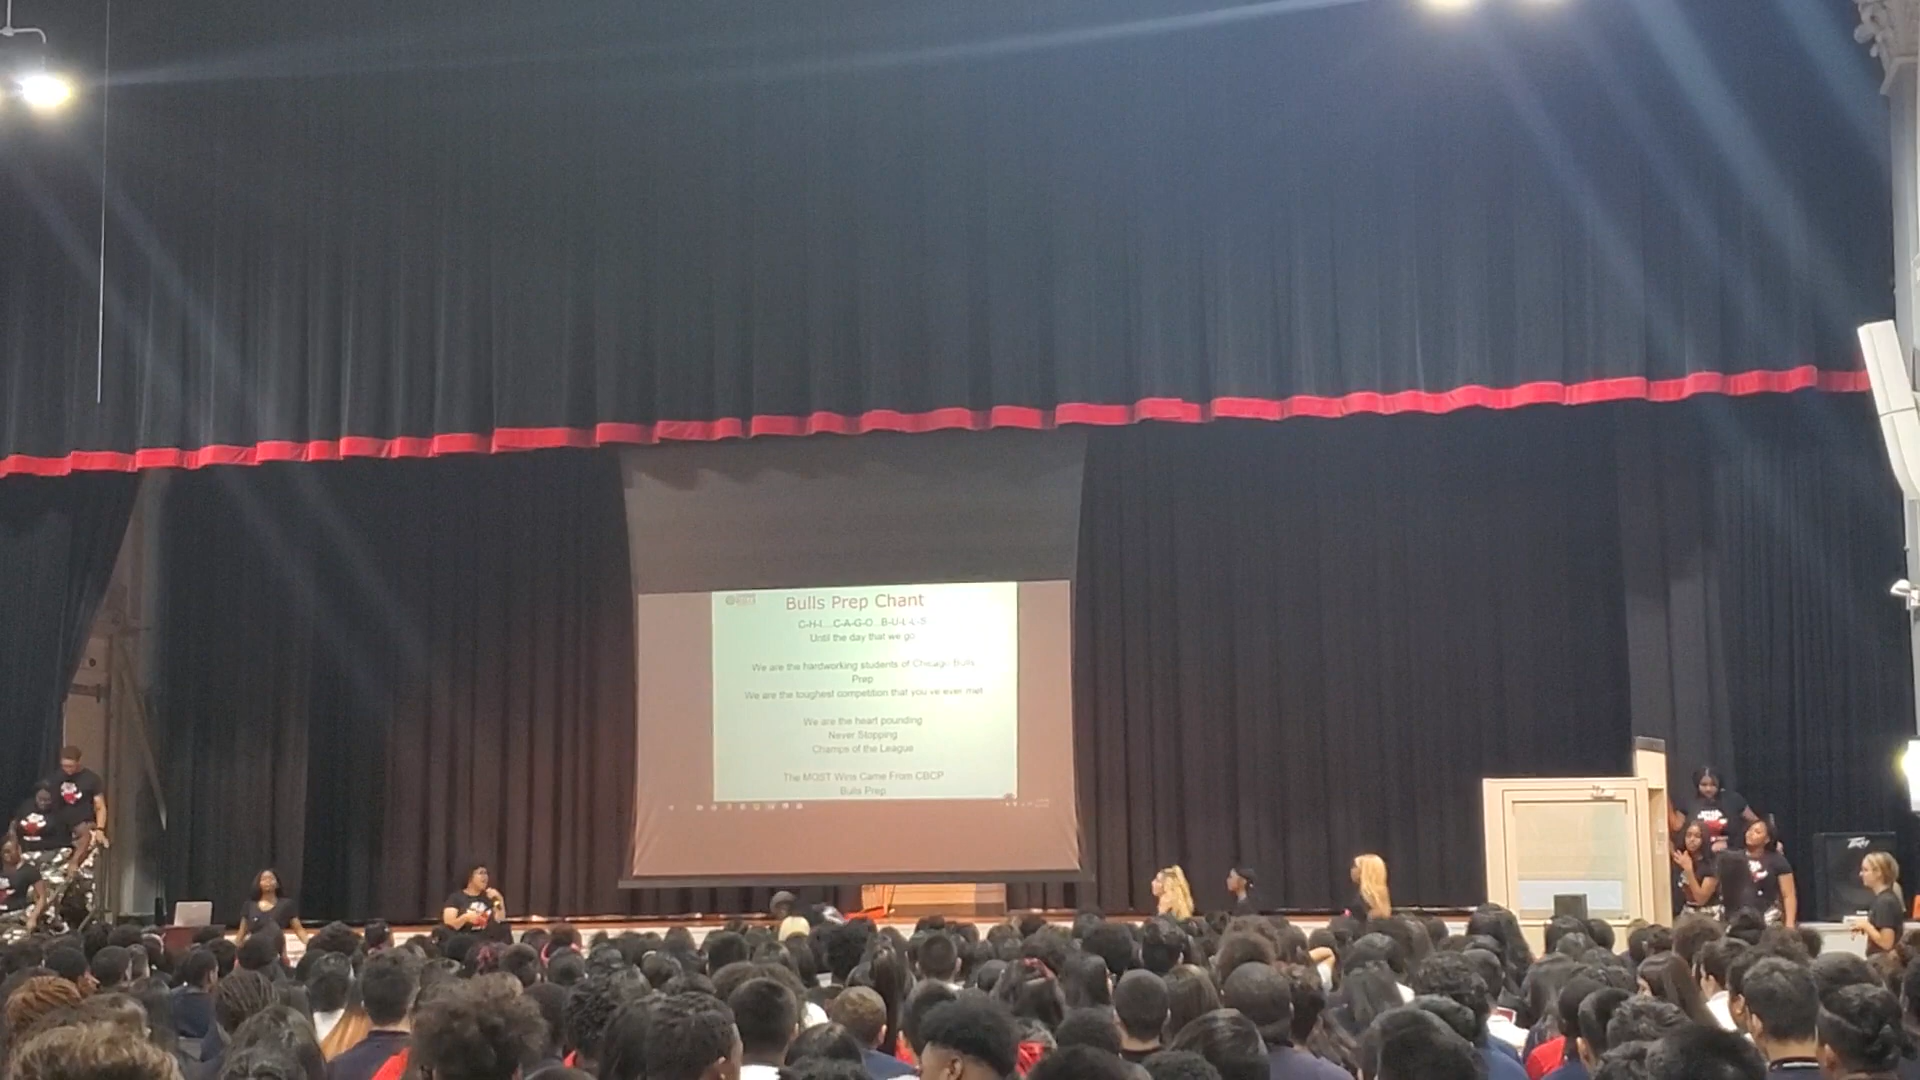 Bulls Prep Chant
C-H-I...C-A-G-O B-U-L-L-S
Until the day that we go
We are the hardworking students of Chicago Bulls
Prep
We are the toughest competition that you've ever met
We are the heart pounding
Never Stopping
Champs of the League
The MOST Wins Came From CBCP
Bulls Prep
Peavey